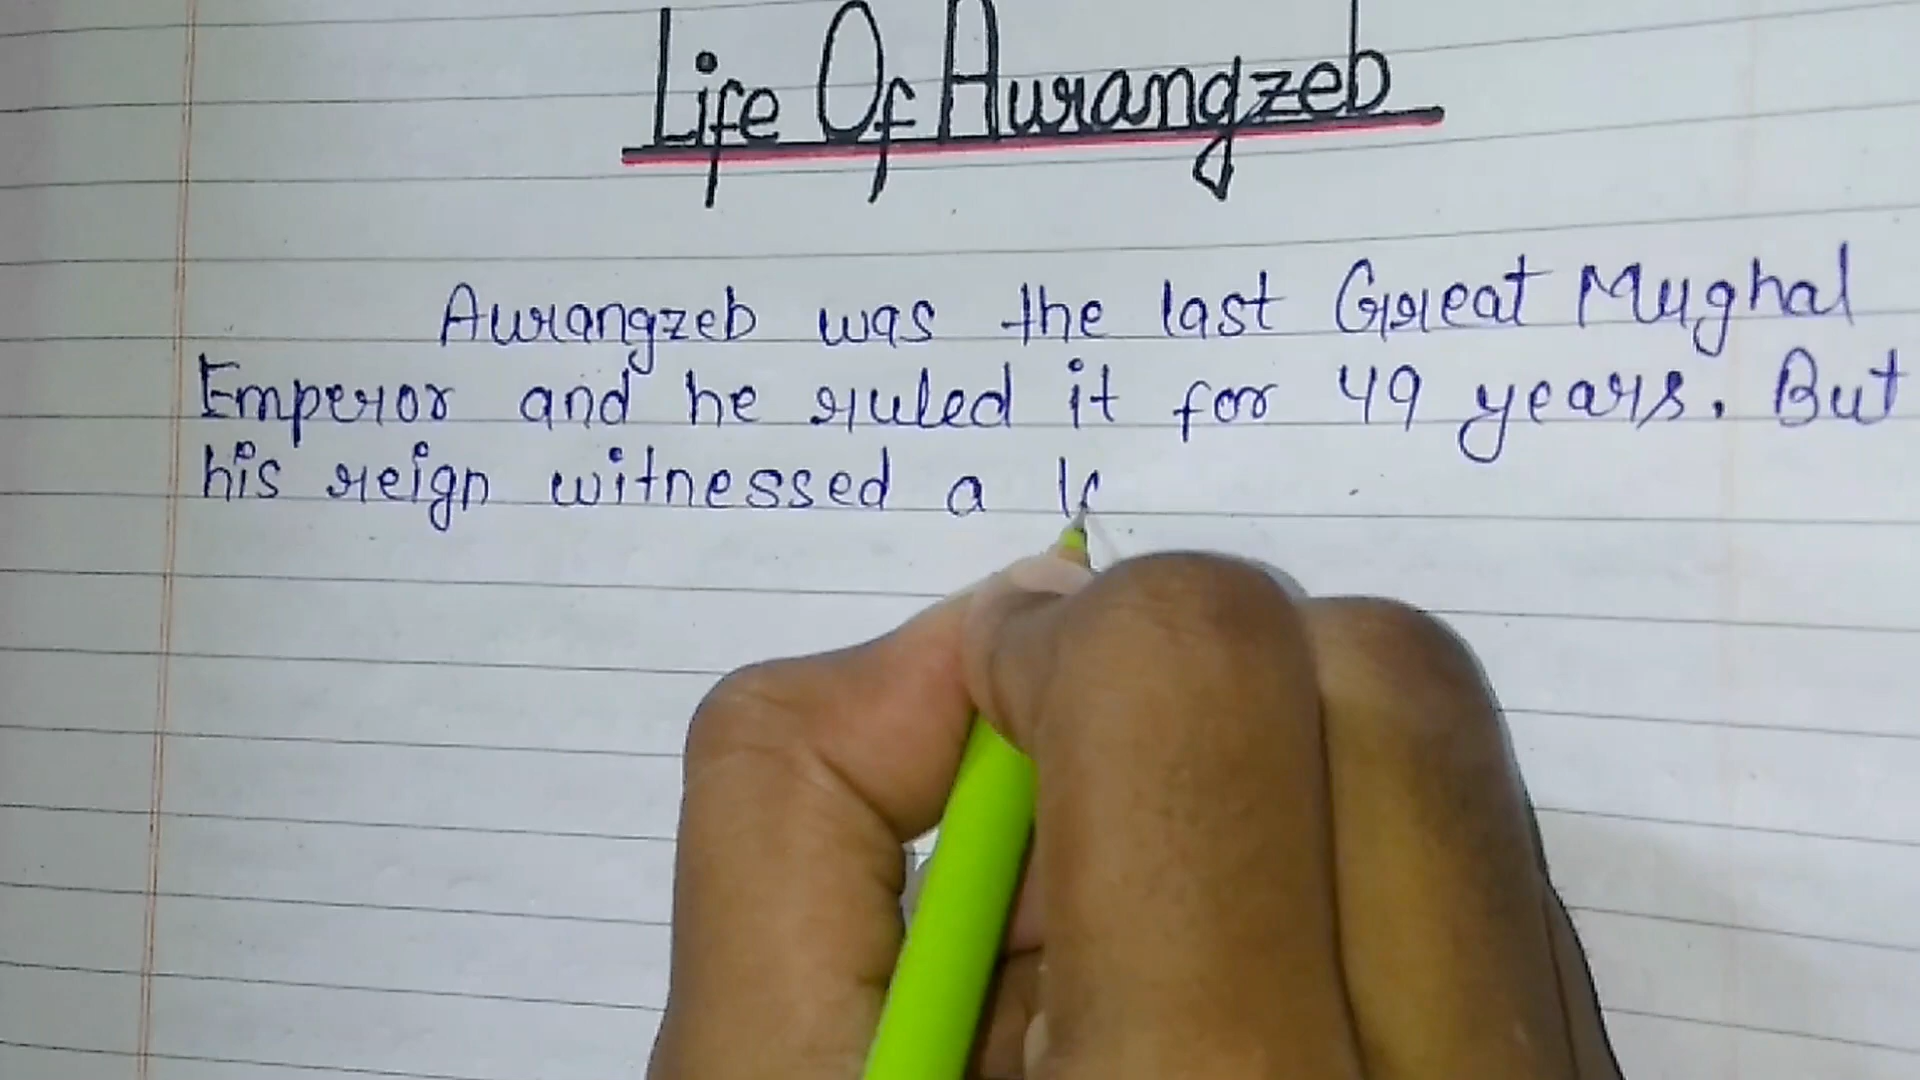 Life Of Aurangzeb
Aurangzeb was the last Great Mughal
Emperor and he ruled it for 49 years. But
his reign witnessed a